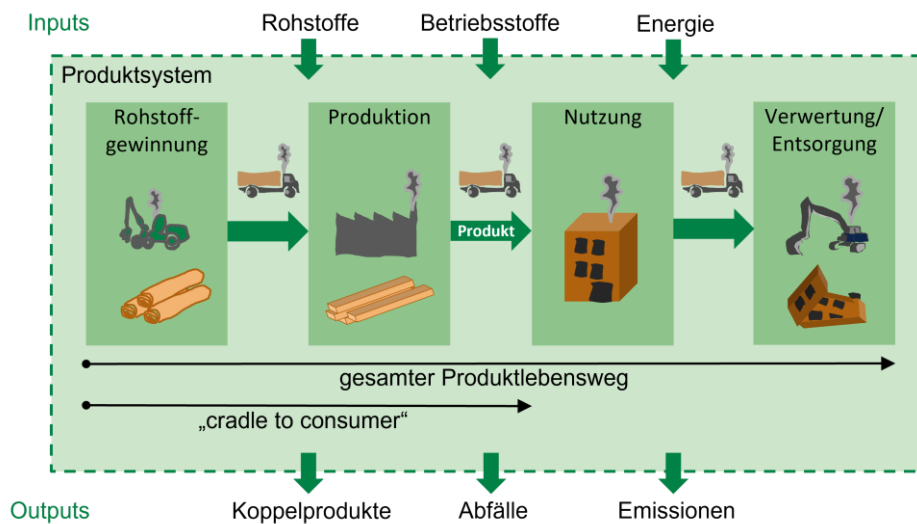 Inputs
Rohstoffe
Betriebsstoffe
Energie
Produktsystem
Rohstoff-
gewinnung
Produktion
Nutzung
Verwertung/
Entsorgung
Produkt
gesamter Produktlebensweg
„cradle to consumer“
Outputs
Koppelprodukte
Abfälle
Emissionen